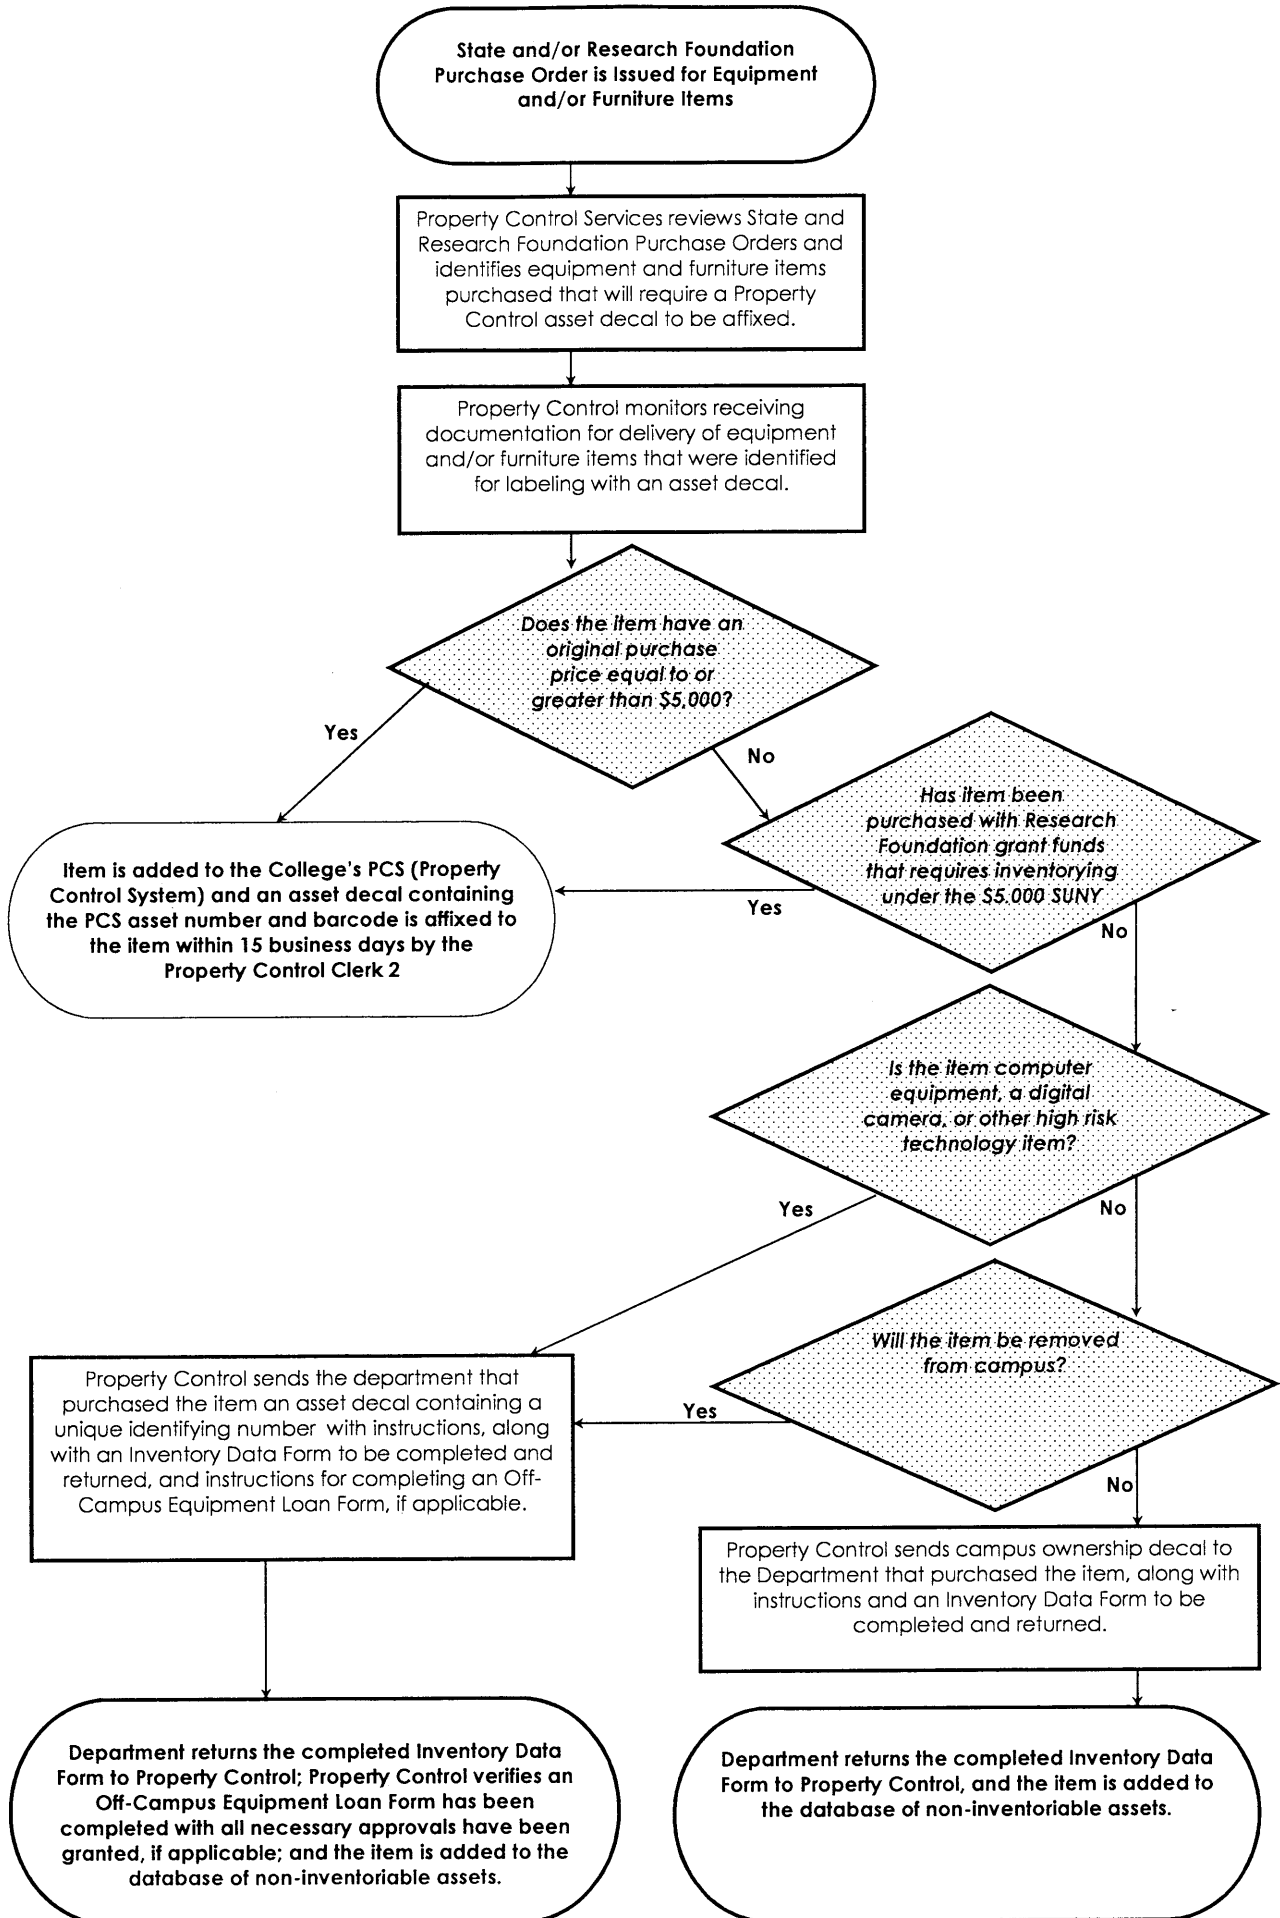 State and/or Research Foundation
Purchase Order is Issued for Equipment
and/or Furniture Items
Property Control Services reviews State and
Research Foundation Purchase Orders and
identifies equipment and furniture items
purchased that will require a Property
Control asset decal to be affixed.
Property Control monitors receiving
documentation for delivery of equipment
and/or furniture items that were identified
for labeling with an asset decal.
Does the item have an
original purchase
price equal to or
greater than $5,000?
Yes
No
Has item been
purchased with Research
Foundation grant funds
that requires inventorying
under the $5,000 SUNY
Item is added to the College's PCS (Property
Control System) and an asset decal containing
the PCS asset number and barcode is affixed to
the item within 15 business days by the
Property Control Clerk 2
Yes
No
Is the item computer
equipment, a digital
camera, or other high risk
technology item?
Yes
No
Will the item be removed
from campus?
Property Control sends the department that
purchased the item an asset decal containing a
unique identifying number with instructions, along
with an Inventory Data Form to be completed and
returned, and instructions for completing an Off-
Campus Equipment Loan Form, if applicable.
Yes
No
Property Control sends campus ownership decal to
the Department that purchased the item, along with
instructions and an Inventory Data Form to be
completed and returned.
Department returns the completed Inventory Data
Form to Property Control; Property Control verifies an
Off-Campus Equipment Loan Form has been
completed with all necessary approvals have been
granted, if applicable; and the item is added to the
database of non-inventoriable assets.
Department returns the completed Inventory Data
Form to Property Control, and the item is added to
the database of non-inventoriable assets.